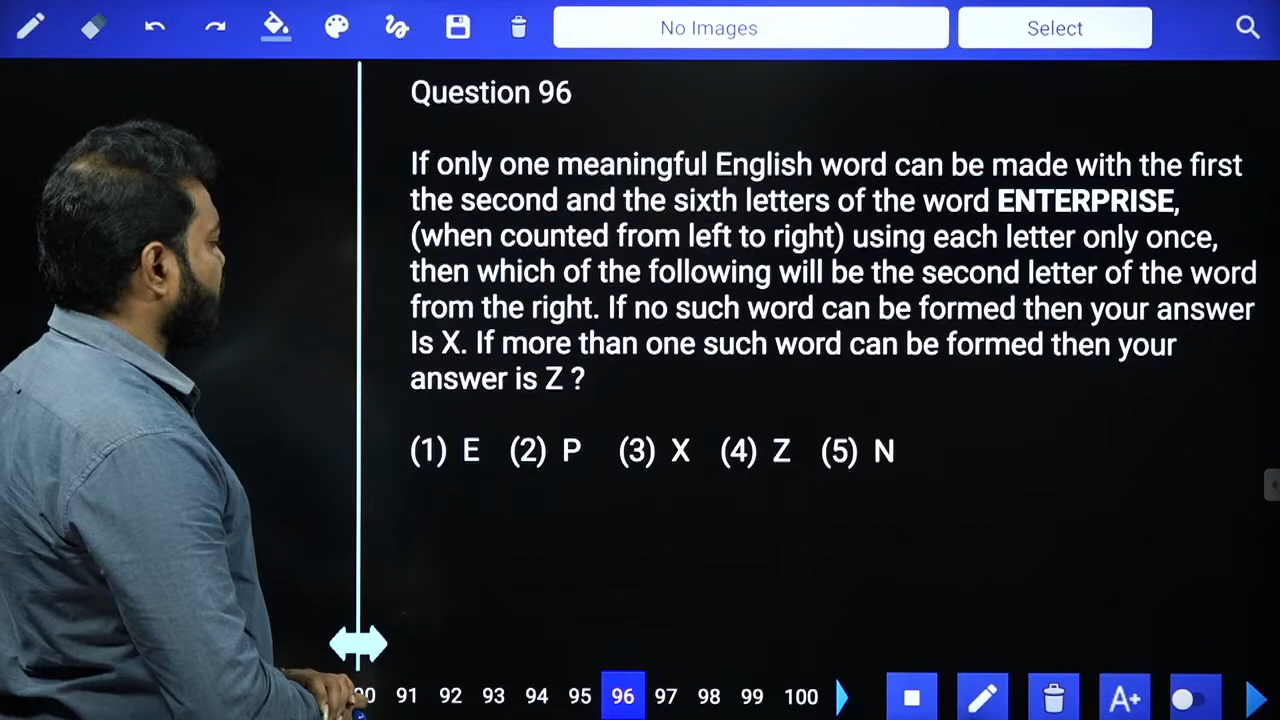 No Images
Select
Question 96
If only one meaningful English word can be made with the first
the second and the sixth letters of the word ENTERPRISE,
(when counted from left to right) using each letter only once,
then which of the following will be the second letter of the word
from the right. If no such word can be formed then your answer
Is X. If more than one such word can be formed then your
answer is Z ?
(1) E (2) P (3) X (4) Z (5) N
91 92 93 94 95 96 97 98 99 100
A+